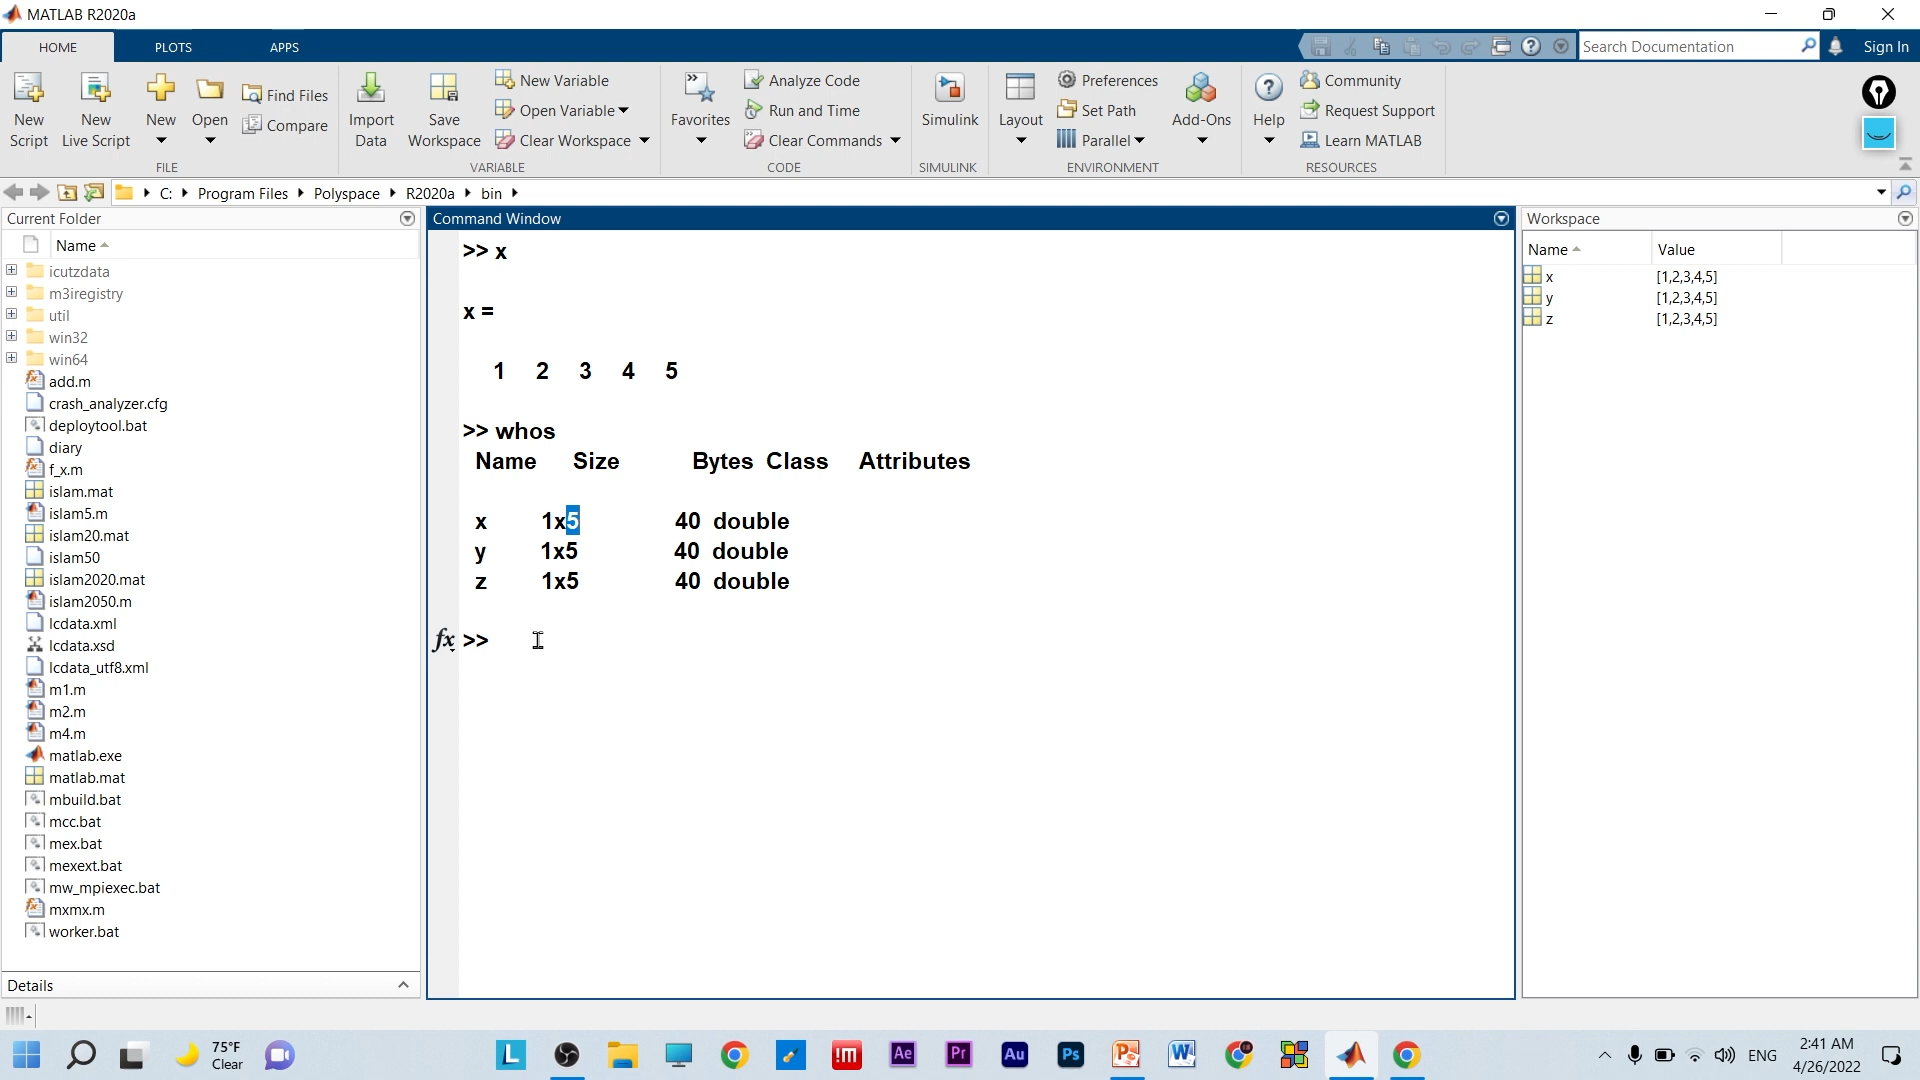 MATLAB R2020a
HOME PLOTS APPS
Search Documentation
Sign In
New Script
New Live Script
New
Open
Find Files
Compare
FILE
Import Data
Save Workspace
New Variable
Open Variable
Clear Workspace
VARIABLE
Favorites
Analyze Code
Run and Time
Clear Commands
CODE
Simulink
SIMULINK
Layout
Preferences
Set Path
Parallel
Add-Ons
ENVIRONMENT
Help
Community
Request Support
Learn MATLAB
RESOURCES
C: Program Files Polyspace R2020a bin
Current Folder
Name
icutzdata
m3iregistry
util
win32
win64
add.m
crash_analyzer.cfg
deploytool.bat
diary
f_x.m
islam.mat
islam5.m
islam20.mat
islam50
islam2020.mat
islam2050.m
lcdata.xml
lcdata.xsd
lcdata_utf8.xml
m1.m
m2.m
m4.m
matlab.exe
matlab.mat
mbuild.bat
mcc.bat
mex.bat
mexext.bat
mw_mpiexec.bat
mxmx.m
worker.bat
Details
Command Window
>> x
x =
1 2 3 4 5
>> whos
Name Size Bytes Class Attributes
x 1x5 40 double
y 1x5 40 double
z 1x5 40 double
fx >>
Workspace
Name Value
x [1,2,3,4,5]
y [1,2,3,4,5]
z [1,2,3,4,5]
75°F
Clear
L
!m
Ae
Pr
Au
Ps
P
W
ENG
2:41 AM
4/26/2022